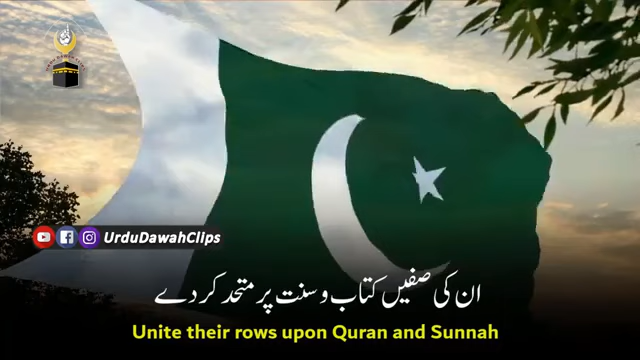 UrduDawahClips
ان کی صفیں کتاب و سنت پر متحد کر دے
Unite their rows upon Quran and Sunnah